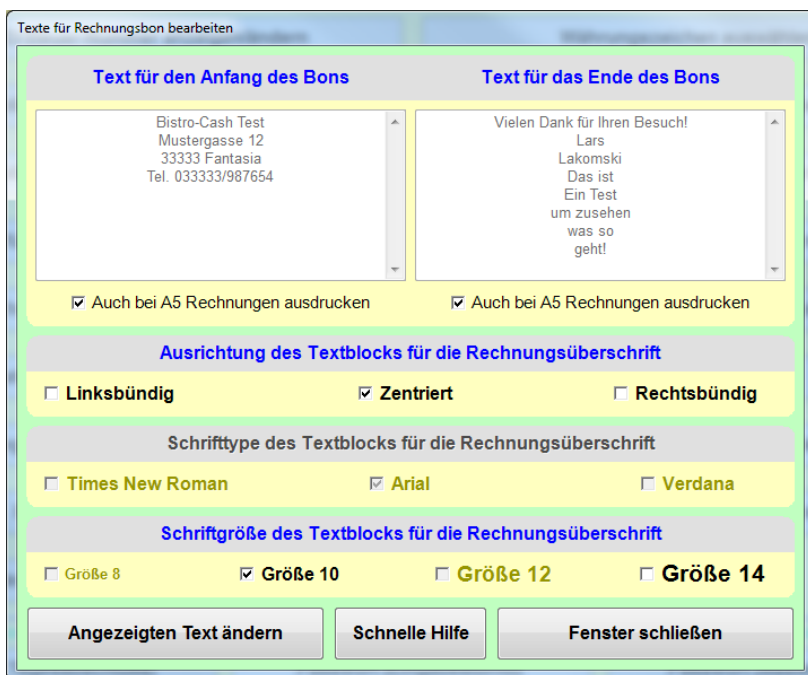 Texte für Rechnungsbon bearbeiten
Text für den Anfang des Bons
Text für das Ende des Bons
Bistro-Cash Test
Mustergasse 12
33333 Fantasia
Tel. 033333/987654
Vielen Dank für Ihren Besuch!
Lars
Lakomski
Das ist
Ein Test
um zusehen
was so
geht!
Auch bei A5 Rechnungen ausdrucken
Auch bei A5 Rechnungen ausdrucken
Ausrichtung des Textblocks für die Rechnungsüberschrift
Linksbündig
Zentriert
Rechtsbündig
Schrifttype des Textblocks für die Rechnungsüberschrift
Times New Roman
Arial
Verdana
Schriftgröße des Textblocks für die Rechnungsüberschrift
Größe 8
Größe 10
Größe 12
Größe 14
Angezeigten Text ändern
Schnelle Hilfe
Fenster schließen